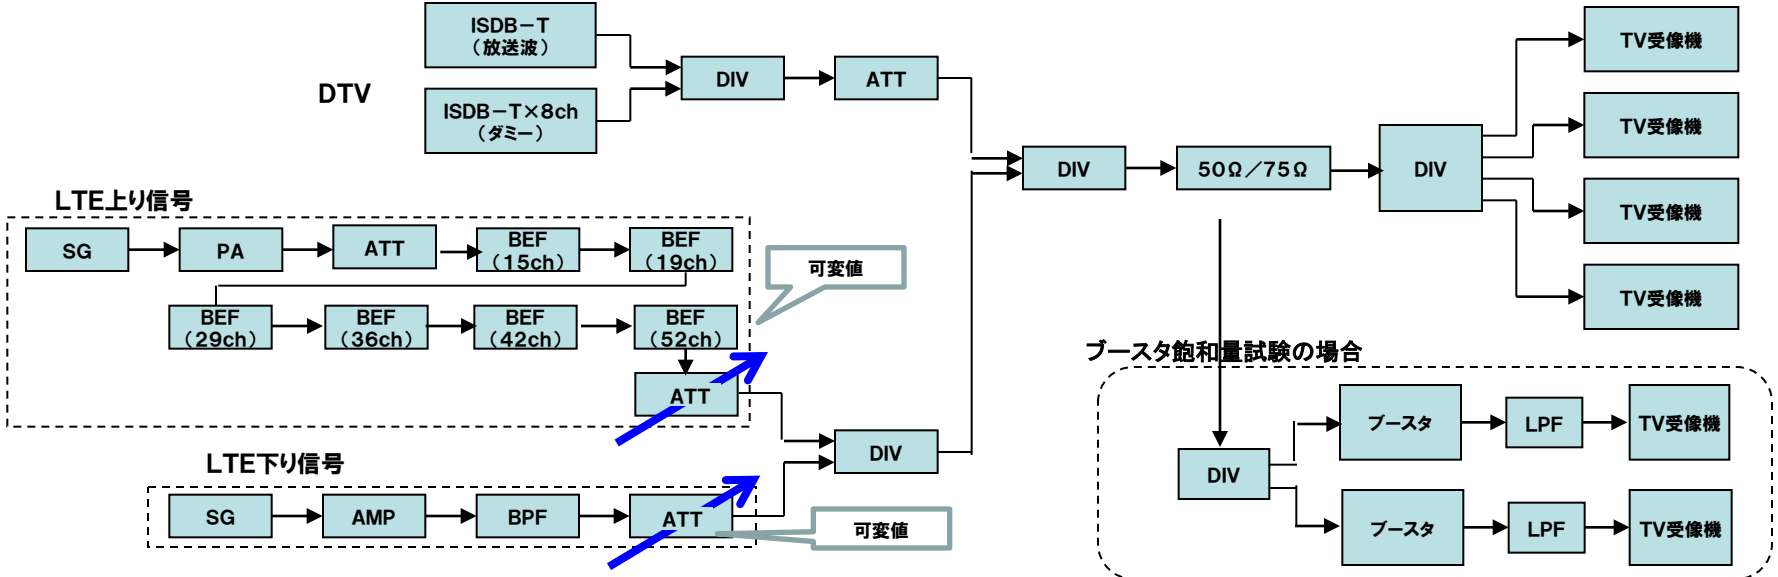 ISDB－T
（放送波）
DTV
ISDB－T×8ch
（ダミー）
DIV
ATT
LTE上り信号
SG
PA
ATT
BEF
（15ch）
BEF
（19ch）
可変値
BEF
（29ch）
BEF
（36ch）
BEF
（42ch）
BEF
（52ch）
ATT
LTE下り信号
SG
AMP
BPF
ATT
可変値
DIV
DIV
50Ω／75Ω
DIV
TV受像機
TV受像機
TV受像機
TV受像機
ブースタ飽和量試験の場合
DIV
ブースタ
LPF
TV受像機
ブースタ
LPF
TV受像機